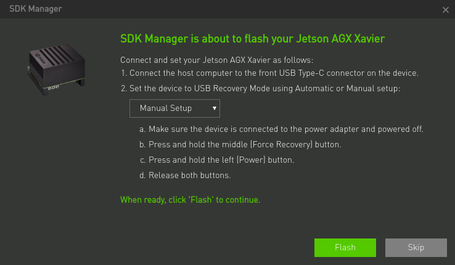 SDK Manager
SDK Manager is about to flash your Jetson AGX Xavier
Connect and set your Jetson AGX Xavier as follows:
1. Connect the host computer to the front USB Type-C connector on the device.
2. Set the device to USB Recovery Mode using Automatic or Manual setup:
Manual Setup
a. Make sure the device is connected to the power adapter and powered off.
b. Press and hold the middle (Force Recovery) button.
c. Press and hold the left (Power) button.
d. Release both buttons.
When ready, click 'Flash' to continue.
Flash Skip